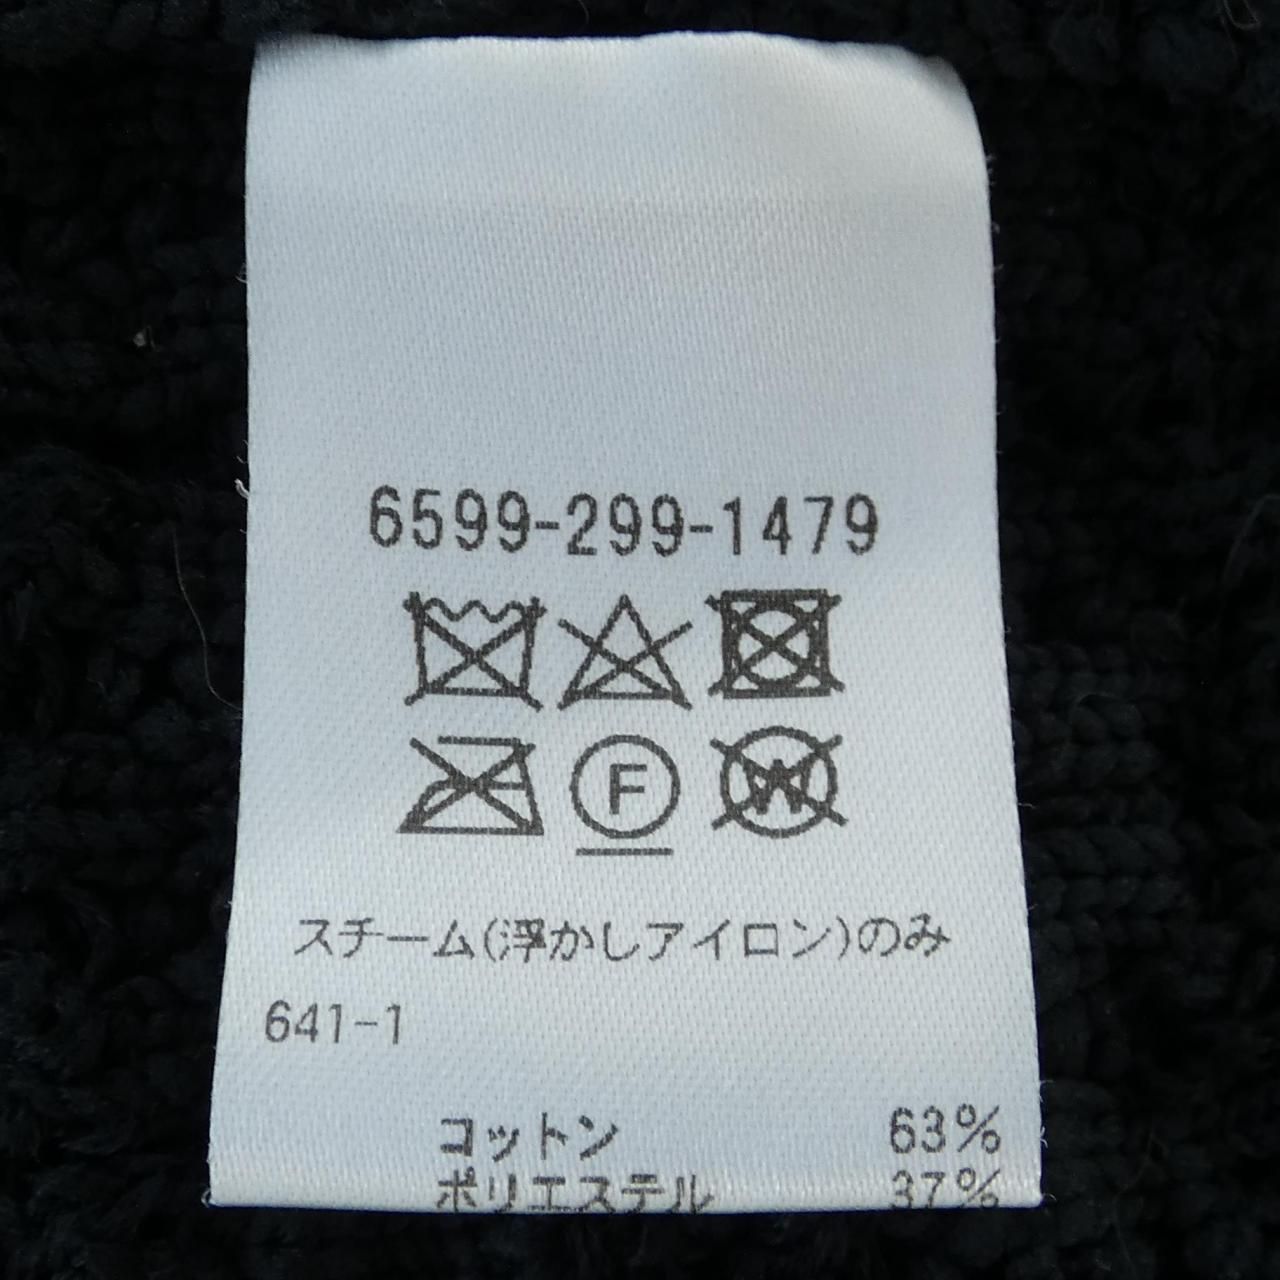 6599-299-1479
F
W
スチーム(浮かしアイロン)のみ
641-1
コットン 63%
ポリエステル 37%